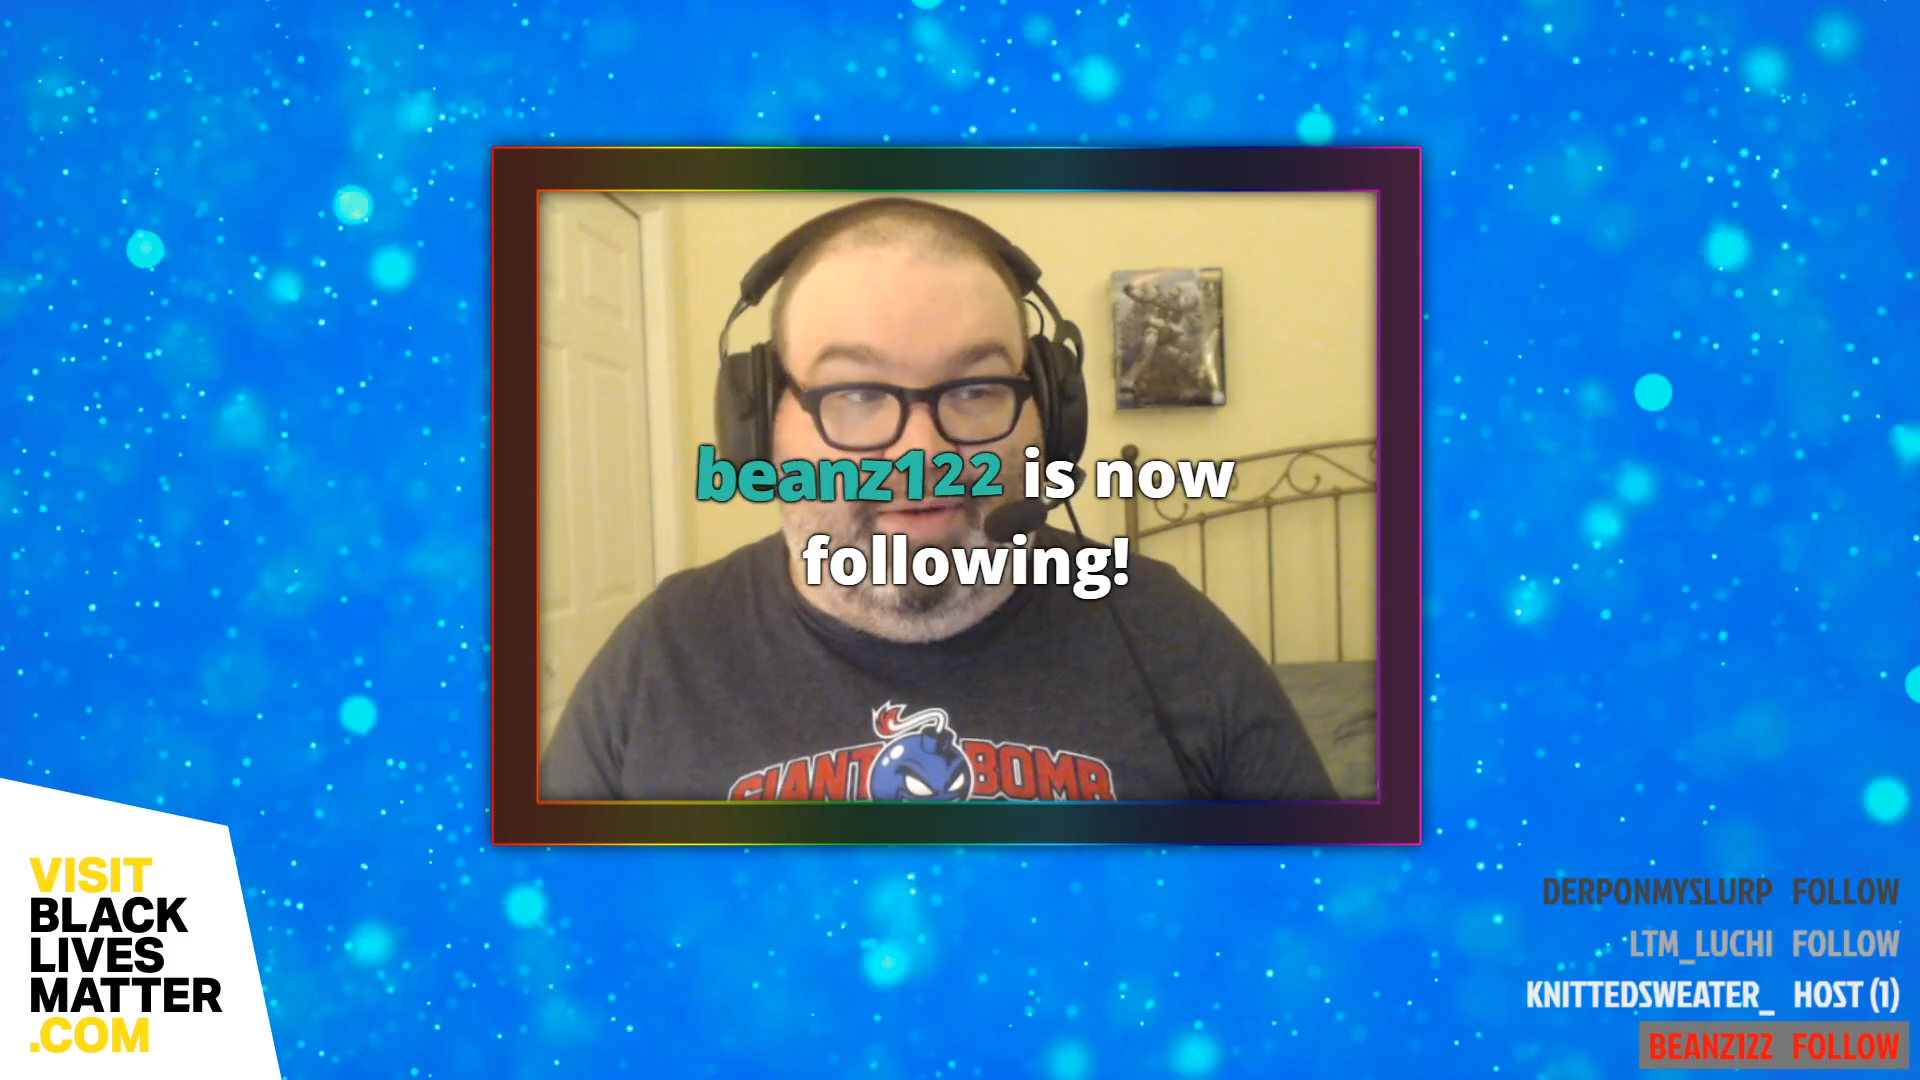 beanz122 is now
following!
GIANT BOMB
VISIT
BLACK
LIVES
MATTER
.COM
DERPONMYSLURP FOLLOW
LTM_LUCHI FOLLOW
KNITTEDSWEATER_ HOST (1)
BEANZ122 FOLLOW